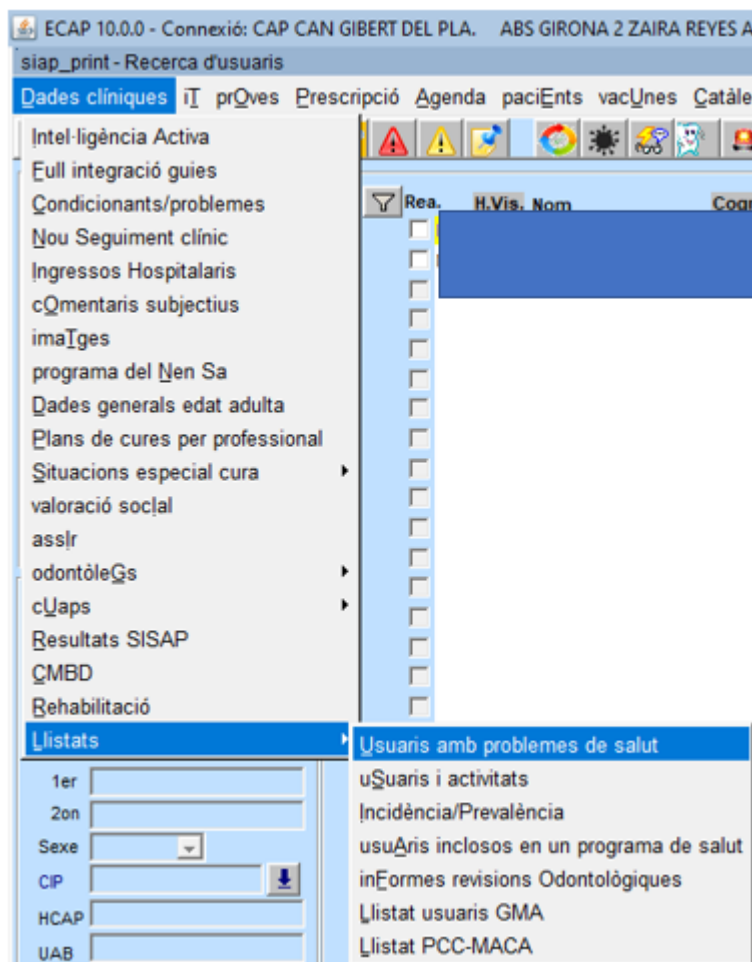 ECAP 10.0.0 - Connexió: CAP CAN GIBERT DEL PLA. ABS GIRONA 2 ZAIRA REYES A
siap_print - Recerca d'usuaris
Dades clíniques iT prOves Prescripció Agenda paciEnts vacUnes Catàle
Intel·ligència Activa
Full integració guies
Condicionants/problemes
Nou Seguiment clínic
Ingressos Hospitalaris
cOmentaris subjectius
imaTges
programa del Nen Sa
Dades generals edat adulta
Plans de cures per professional
Situacions especial cura
valoració socIal
assIr
odontòleGs
cUaps
Resultats SISAP
CMBD
Rehabilitació
Llistats
Rea. H.Vis. Nom Cogn
Usuaris amb problemes de salut
uSuaris i activitats
Incidència/Prevalència
usuAris inclosos en un programa de salut
inFormes revisions Odontològiques
Llistat usuaris GMA
Llistat PCC-MACA
1er
2on
Sexe
CIP
HCAP
UAB